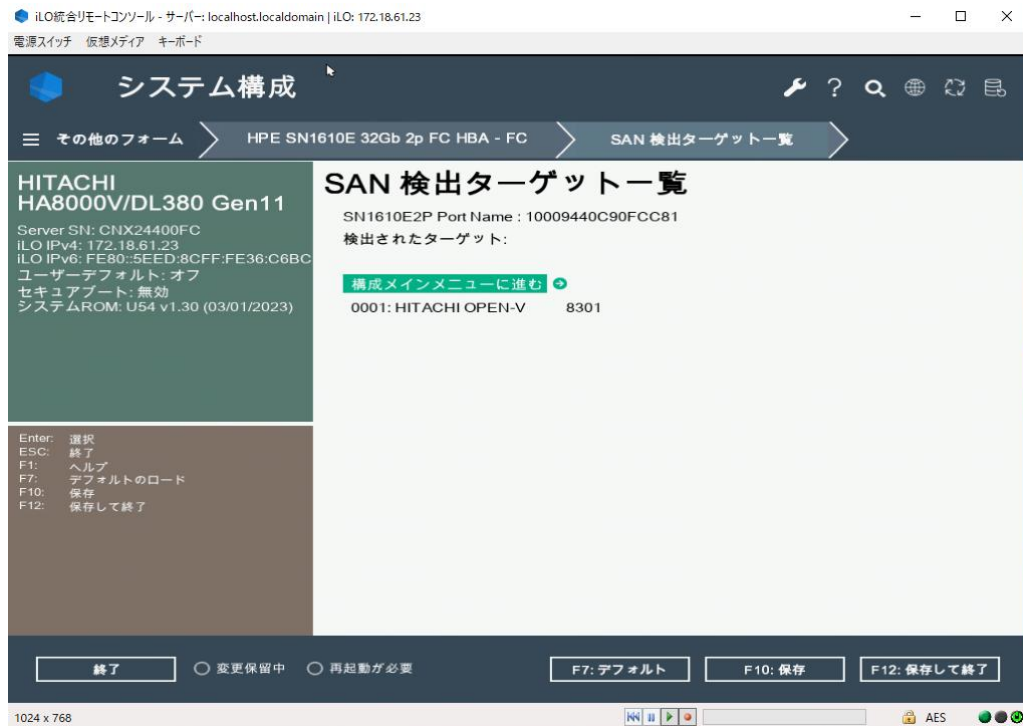 iLO統合リモートコンソール - サーバー: localhost.localdomain | iLO: 172.18.61.23
電源スイッチ 仮想メディア キーボード
システム構成
その他のフォーム HPE SN1610E 32Gb 2p FC HBA - FC SAN 検出ターゲット一覧
HITACHI
HA8000V/DL380 Gen11
Server SN: CNX24400FC
iLO IPv4: 172.18.61.23
iLO IPv6: FE80::5EED:8CFF:FE36:C6BC
ユーザーデフォルト: オフ
セキュアブート: 無効
システムROM: U54 v1.30 (03/01/2023)
Enter: 選択
ESC: 終了
F1: ヘルプ
F7: デフォルトのロード
F10: 保存
F12: 保存して終了
SAN 検出ターゲット一覧
SN1610E2P Port Name : 10009440C90FCC81
検出されたターゲット:
構成メインメニューに進む
0001: HITACHI OPEN-V 8301
終了 変更保留中 再起動が必要 F7: デフォルト F10: 保存 F12: 保存して終了
1024 x 768 AES